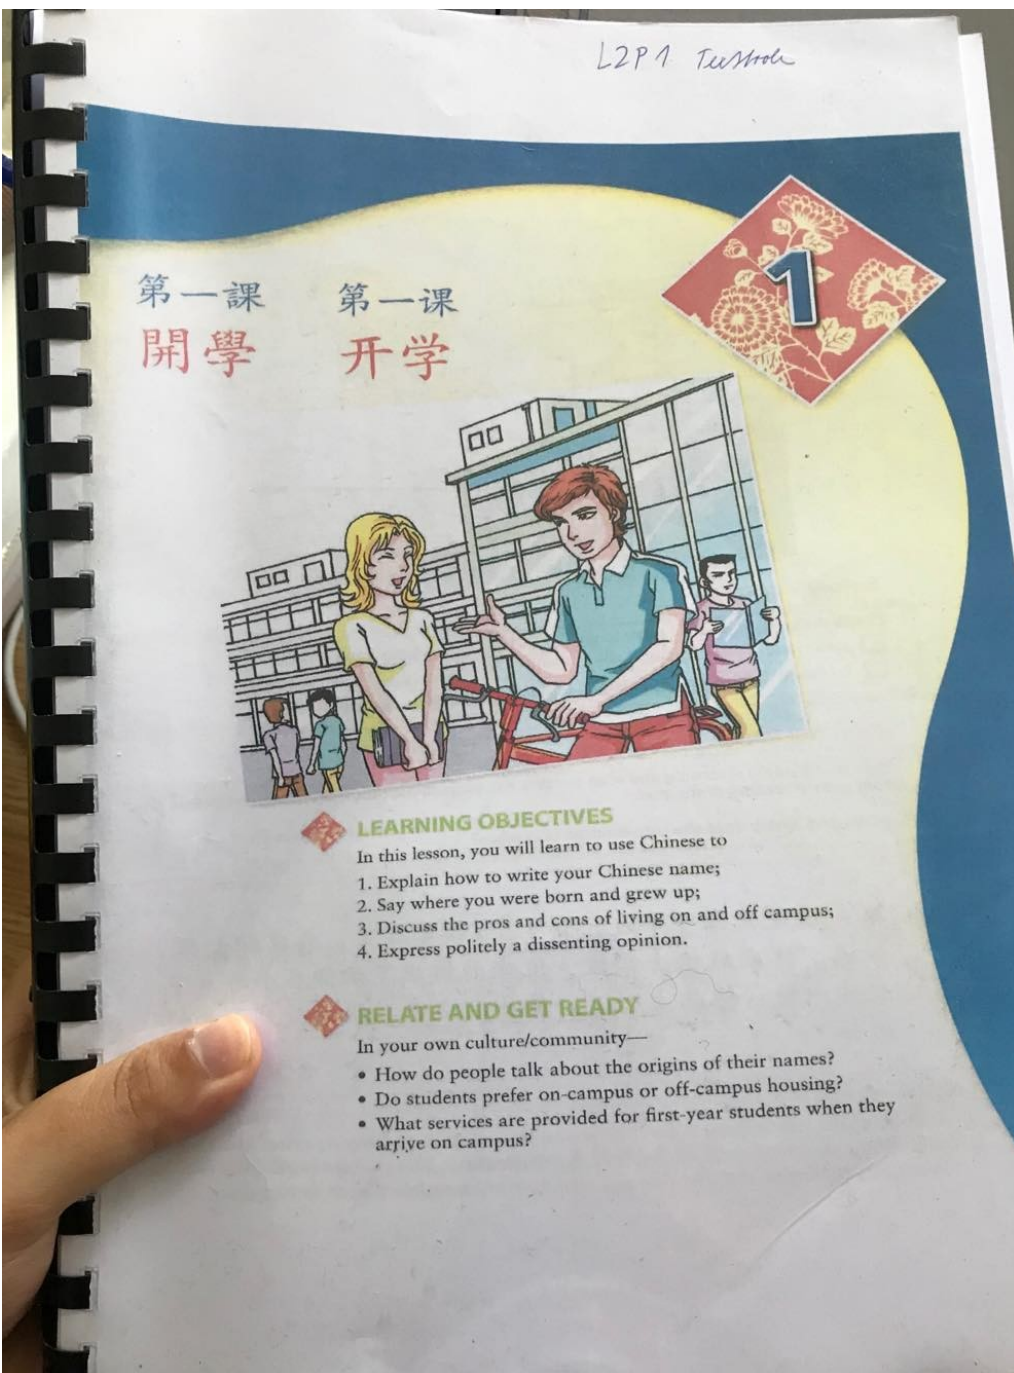 L2P1 Textbook
1
第一課 第一课
開學 开学
LEARNING OBJECTIVES
In this lesson, you will learn to use Chinese to
1. Explain how to write your Chinese name;
2. Say where you were born and grew up;
3. Discuss the pros and cons of living on and off campus;
4. Express politely a dissenting opinion.
RELATE AND GET READY
In your own culture/community—
• How do people talk about the origins of their names?
• Do students prefer on-campus or off-campus housing?
• What services are provided for first-year students when they
arrive on campus?